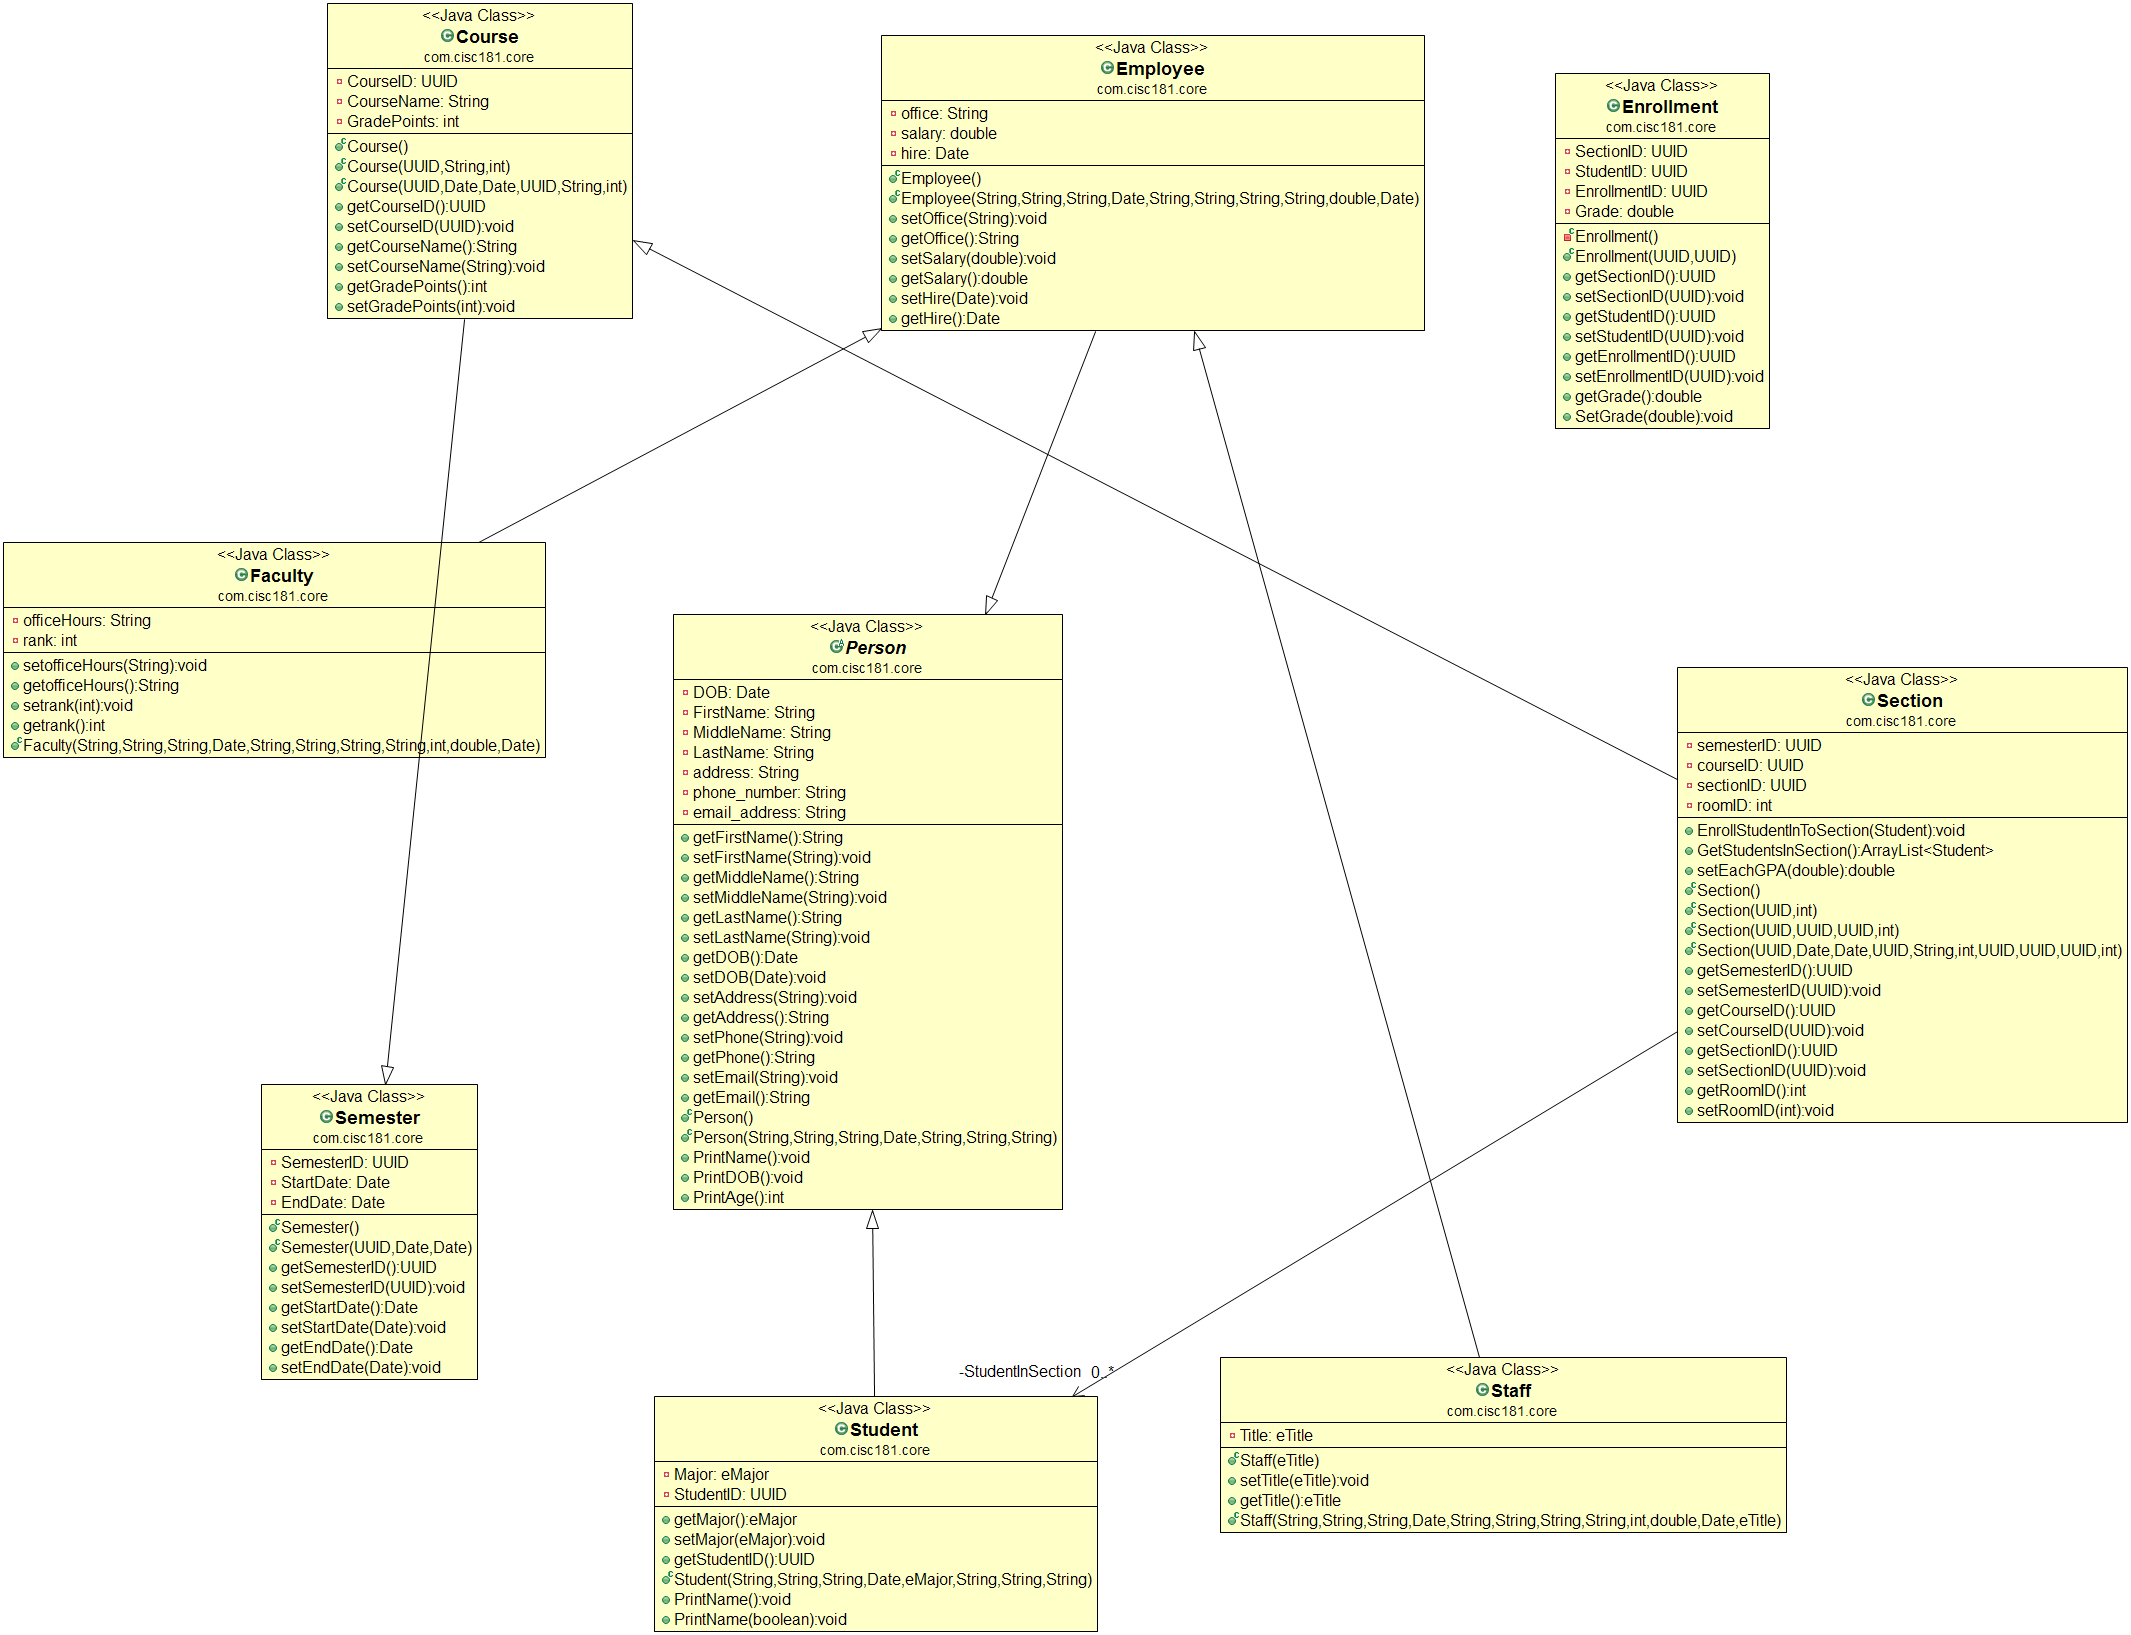 <<Java Class>>
Course
com.cisc181.core
CourseID: UUID
CourseName: String
GradePoints: int
Course()
Course(UUID,String,int)
Course(UUID,Date,Date,UUID,String,int)
getCourseID():UUID
setCourseID(UUID):void
getCourseName():String
setCourseName(String):void
getGradePoints():int
setGradePoints(int):void
<<Java Class>>
Employee
com.cisc181.core
office: String
salary: double
hire: Date
Employee()
Employee(String,String,String,Date,String,String,String,String,double,Date)
setOffice(String):void
getOffice():String
setSalary(double):void
getSalary():double
setHire(Date):void
getHire():Date
<<Java Class>>
Enrollment
com.cisc181.core
SectionID: UUID
StudentID: UUID
EnrollmentID: UUID
Grade: double
Enrollment()
Enrollment(UUID,UUID)
getSectionID():UUID
setSectionID(UUID):void
getStudentID():UUID
setStudentID(UUID):void
getEnrollmentID():UUID
setEnrollmentID(UUID):void
getGrade():double
SetGrade(double):void
<<Java Class>>
Faculty
com.cisc181.core
officeHours: String
rank: int
setofficeHours(String):void
getofficeHours():String
setrank(int):void
getrank():int
Faculty(String,String,String,Date,String,String,String,String,int,double,Date)
<<Java Class>>
Person
com.cisc181.core
DOB: Date
FirstName: String
MiddleName: String
LastName: String
address: String
phone_number: String
email_address: String
getFirstName():String
setFirstName(String):void
getMiddleName():String
setMiddleName(String):void
getLastName():String
setLastName(String):void
getDOB():Date
setDOB(Date):void
setAddress(String):void
getAddress():String
setPhone(String):void
getPhone():String
setEmail(String):void
getEmail():String
Person()
Person(String,String,String,Date,String,String,String)
PrintName():void
PrintDOB():void
PrintAge():int
<<Java Class>>
Section
com.cisc181.core
semesterID: UUID
courseID: UUID
sectionID: UUID
roomID: int
EnrollStudentInToSection(Student):void
GetStudentsInSection():ArrayList<Student>
setEachGPA(double):double
Section()
Section(UUID,int)
Section(UUID,UUID,UUID,int)
Section(UUID,Date,Date,UUID,String,int,UUID,UUID,UUID,int)
getSemesterID():UUID
setSemesterID(UUID):void
getCourseID():UUID
setCourseID(UUID):void
getSectionID():UUID
setSectionID(UUID):void
getRoomID():int
setRoomID(int):void
<<Java Class>>
Semester
com.cisc181.core
SemesterID: UUID
StartDate: Date
EndDate: Date
Semester()
Semester(UUID,Date,Date)
getSemesterID():UUID
setSemesterID(UUID):void
getStartDate():Date
setStartDate(Date):void
getEndDate():Date
setEndDate(Date):void
-StudentInSection 0..*
<<Java Class>>
Student
com.cisc181.core
Major: eMajor
StudentID: UUID
getMajor():eMajor
setMajor(eMajor):void
getStudentID():UUID
Student(String,String,String,Date,eMajor,String,String,String)
PrintName():void
PrintName(boolean):void
<<Java Class>>
Staff
com.cisc181.core
Title: eTitle
Staff(eTitle)
setTitle(eTitle):void
getTitle():eTitle
Staff(String,String,String,Date,String,String,String,String,int,double,Date,eTitle)